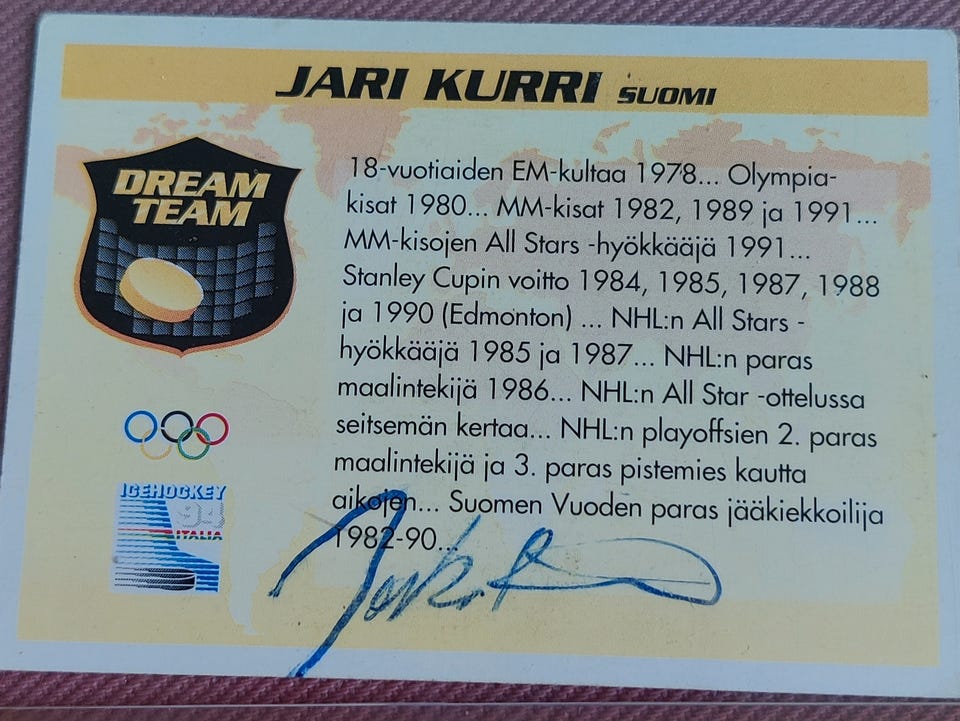 JARI KURRI SUOMI
DREAM
TEAM
18-vuotiaiden EM-kultaa 1978... Olympia-
kisat 1980... MM-kisat 1982, 1989 ja 1991...
MM-kisojen All Stars -hyökkääjä 1991...
Stanley Cupin voitto 1984, 1985, 1987, 1988
ja 1990 (Edmonton) ... NHL:n All Stars -
hyökkääjä 1985 ja 1987... NHL:n paras
maalintekijä 1986... NHL:n All Star -ottelussa
seitsemän kertaa... NHL:n playoffsien 2. paras
maalintekijä ja 3. paras pistemies kautta
aikojen... Suomen Vuoden paras jääkiekkoilija
1982-90...
ICEHOCKEY
94
ITALIA